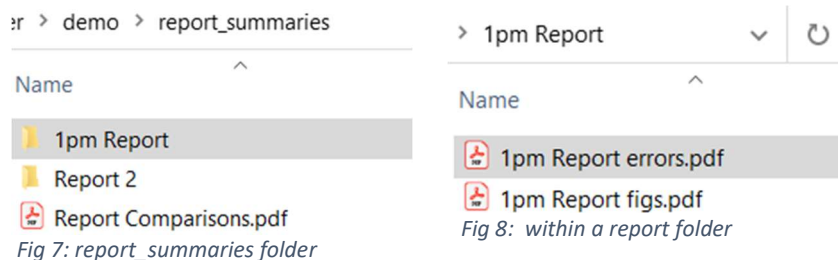 er > demo > report_summaries
Name
1pm Report
Report 2
Report Comparisons.pdf
Fig 7: report_summaries folder
> 1pm Report
Name
1pm Report errors.pdf
1pm Report figs.pdf
Fig 8: within a report folder